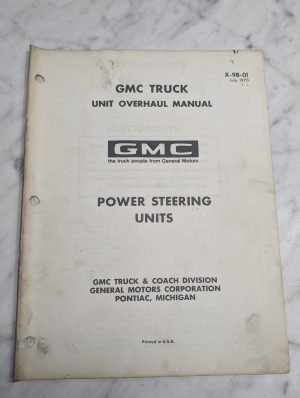 X-9B-01
July 1970
GMC TRUCK
UNIT OVERHAUL MANUAL
GMC
the truck people from General Motors
POWER STEERING
UNITS
GMC TRUCK & COACH DIVISION
GENERAL MOTORS CORPORATION
PONTIAC, MICHIGAN
Printed in U.S.A.